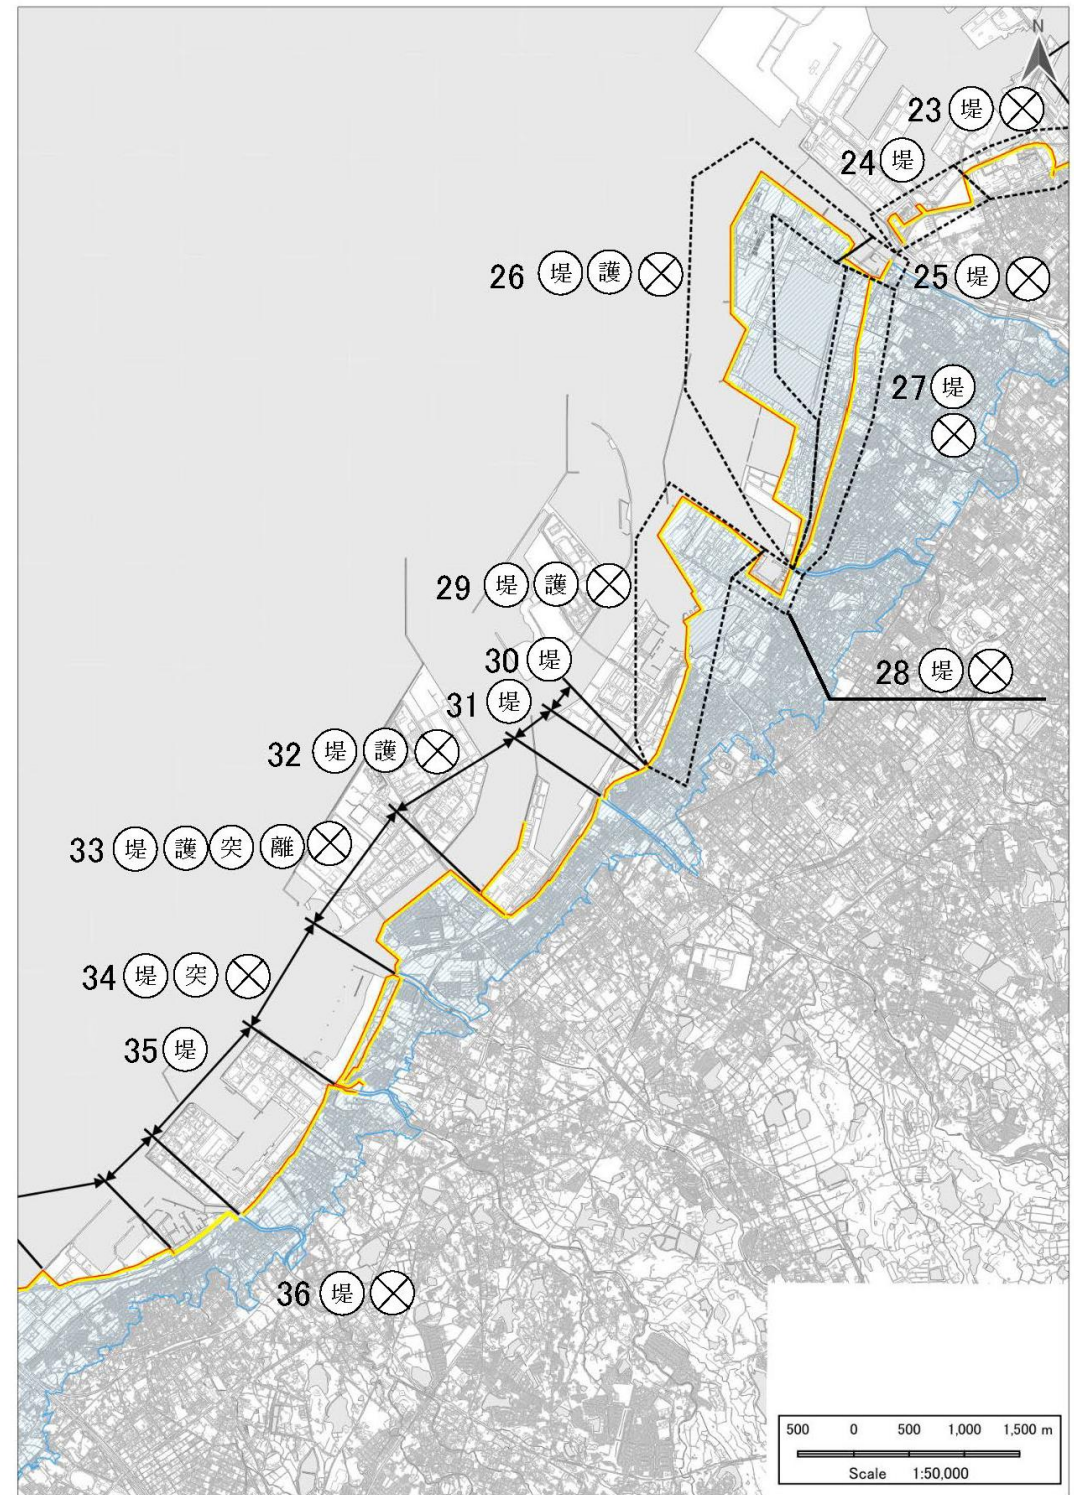 N
23 堤
24 堤
25 堤
26 堤 護
27 堤
28 堤
29 堤 護
30 堤
31 堤
32 堤 護
33 堤 護 突 離
34 堤 突
35 堤
36 堤
500 0 500 1,000 1,500 m
Scale 1:50,000